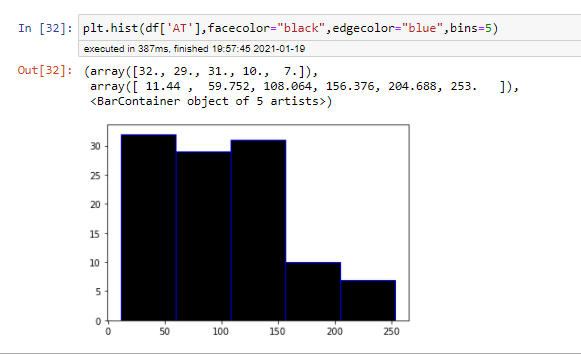 In [32]: plt.hist(df['AT'],facecolor="black",edgecolor="blue",bins=5)
executed in 387ms, finished 19:57:45 2021-01-19
Out[32]: (array([32., 29., 31., 10.,  7.]),
array([ 11.44 ,  59.752, 108.064, 156.376, 204.688, 253.   ]),
<BarContainer object of 5 artists>)
30
25
20
15
10
5
0
0 50 100 150 200 250